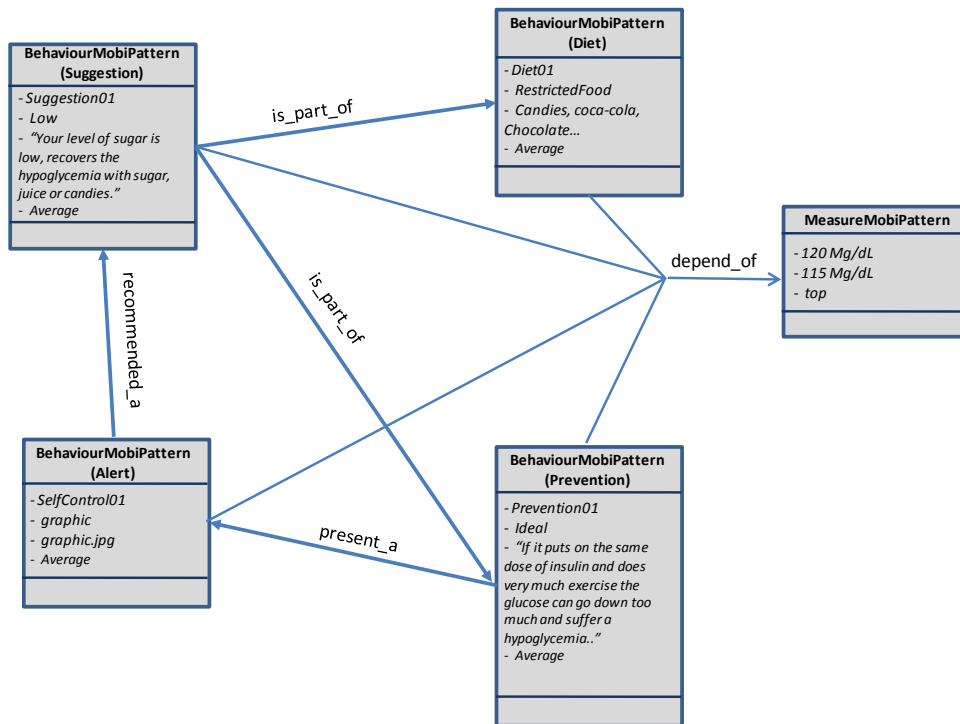 BehaviourMobiPattern
(Suggestion)
- Suggestion01
- Low
- “Your level of sugar is
low, recovers the
hypoglycemia with sugar,
juice or candies.”
- Average
is_part_of
BehaviourMobiPattern
(Diet)
- Diet01
- RestrictedFood
- Candies, coca-cola,
Chocolate...
- Average
depend_of
MeasureMobiPattern
- 120 Mg/dL
- 115 Mg/dL
- top
recommended_a
is_part_of
BehaviourMobiPattern
(Alert)
- SelfControl01
- graphic
- graphic.jpg
- Average
present_a
BehaviourMobiPattern
(Prevention)
- Prevention01
- Ideal
- “If it puts on the same
dose of insulin and does
very much exercise the
glucose can go down too
much and suffer a
hypoglycemia..”
- Average